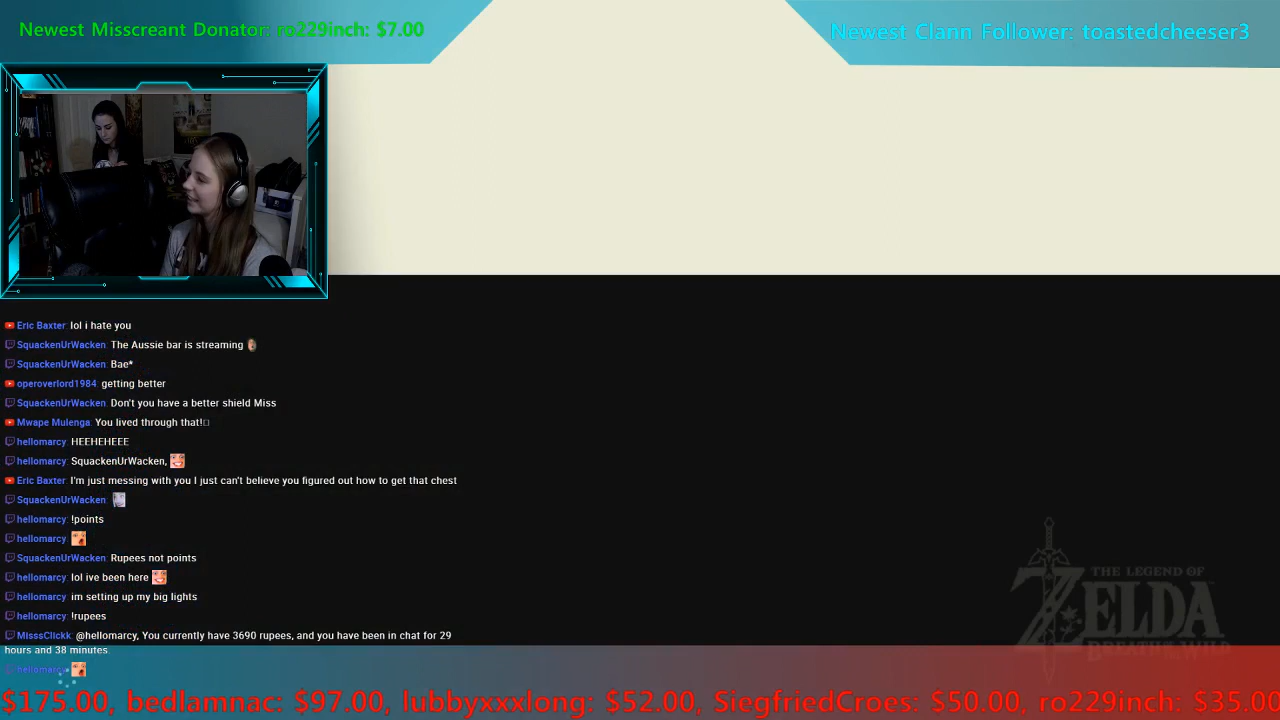 Newest Misscreant Donator: ro229inch: $7.00
Newest Clann Follower: toastedcheeser3
Eric Baxter: lol i hate you
SquackenUrWacken: The Aussie bar is streaming
SquackenUrWacken: Bae*
operoverlord1984: getting better
SquackenUrWacken: Don't you have a better shield Miss
Mwape Mulenga: You lived through that!
hellomarcy: HEEHEHEEE
hellomarcy: SquackenUrWacken,
Eric Baxter: I'm just messing with you I just can't believe you figured out how to get that chest
SquackenUrWacken:
hellomarcy: !points
hellomarcy:
SquackenUrWacken: Rupees not points
hellomarcy: lol ive been here
hellomarcy: im setting up my big lights
hellomarcy: !rupees
MisssClickk: @hellomarcy, You currently have 3690 rupees, and you have been in chat for 29
hours and 38 minutes.
hellomarcy:
THE LEGEND OF
ZELDA
BREATH OF THE WILD
$175.00, bedlamnac: $97.00, lubbyxxxlong: $52.00, SiegfriedCroes: $50.00, ro229inch: $35.00